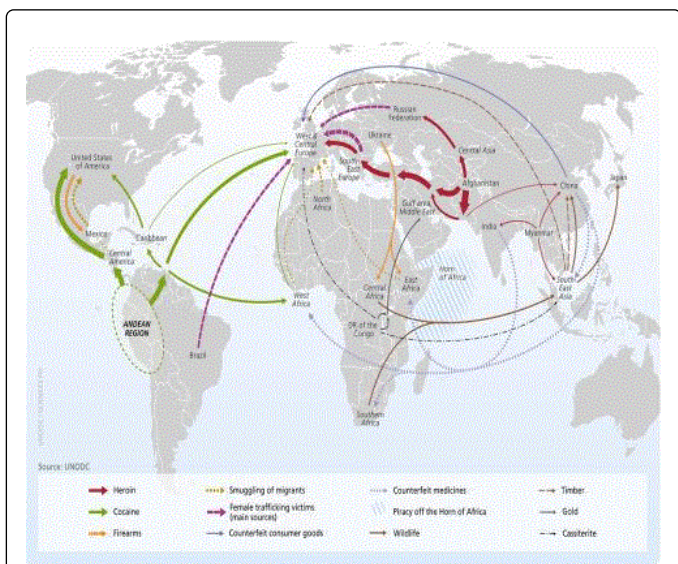 Russian
Federation
West &
Central
Europe
Ukraine
United States
of America
South-
East
Europe
Central Asia
North
Africa
Afghanistan
China
Japan
Gulf area,
Middle East
Mexico
Caribbean
India
Myanmar
Central
America
Horn
of Africa
South-
East
Asia
West Africa
Central
Africa
East
Africa
ANDEAN
REGION
DR of the
Congo
Brazil
Southern
Africa
Source: UNODC
Heroin
Smuggling of migrants
Counterfeit medicines
Timber
Cocaine
Female trafficking victims
(main sources)
Piracy off the Horn of Africa
Gold
Firearms
Counterfeit consumer goods
Wildlife
Cassiterite